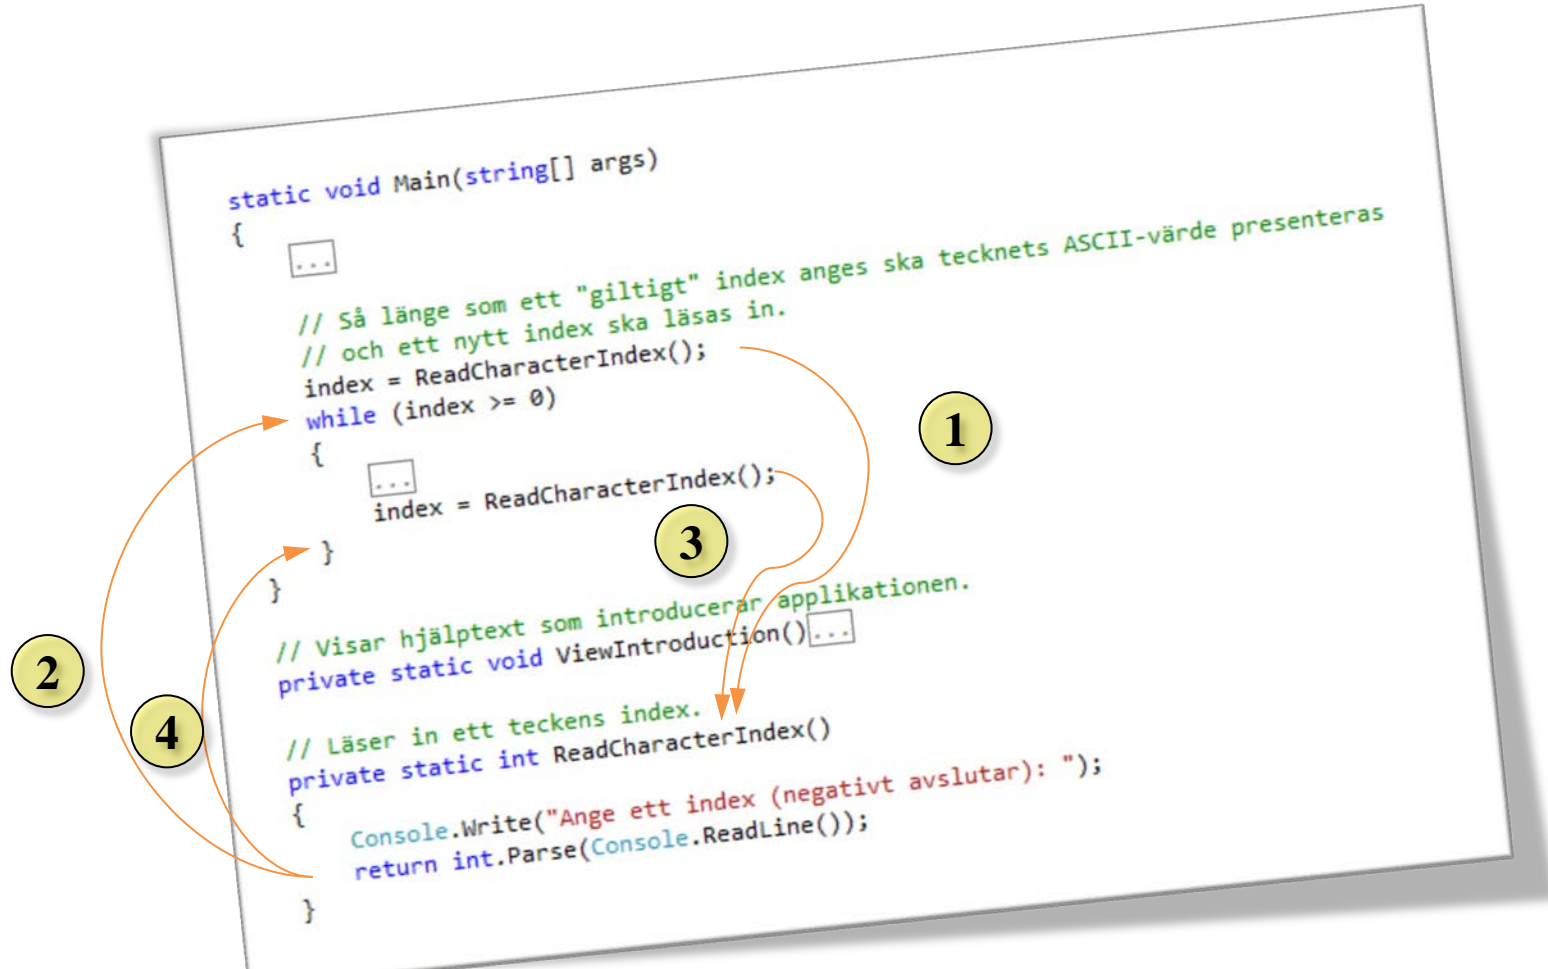 static void Main(string[] args)
{
...
// Så länge som ett "giltigt" index anges ska tecknets ASCII-värde presenteras
// och ett nytt index ska läsas in.
index = ReadCharacterIndex();
while (index >= 0)
{
...
index = ReadCharacterIndex();
}
}
// Visar hjälptext som introducerar applikationen.
private static void ViewIntroduction()...
// Läser in ett teckens index.
private static int ReadCharacterIndex()
{
Console.Write("Ange ett index (negativt avslutar): ");
return int.Parse(Console.ReadLine());
}
1
2
3
4